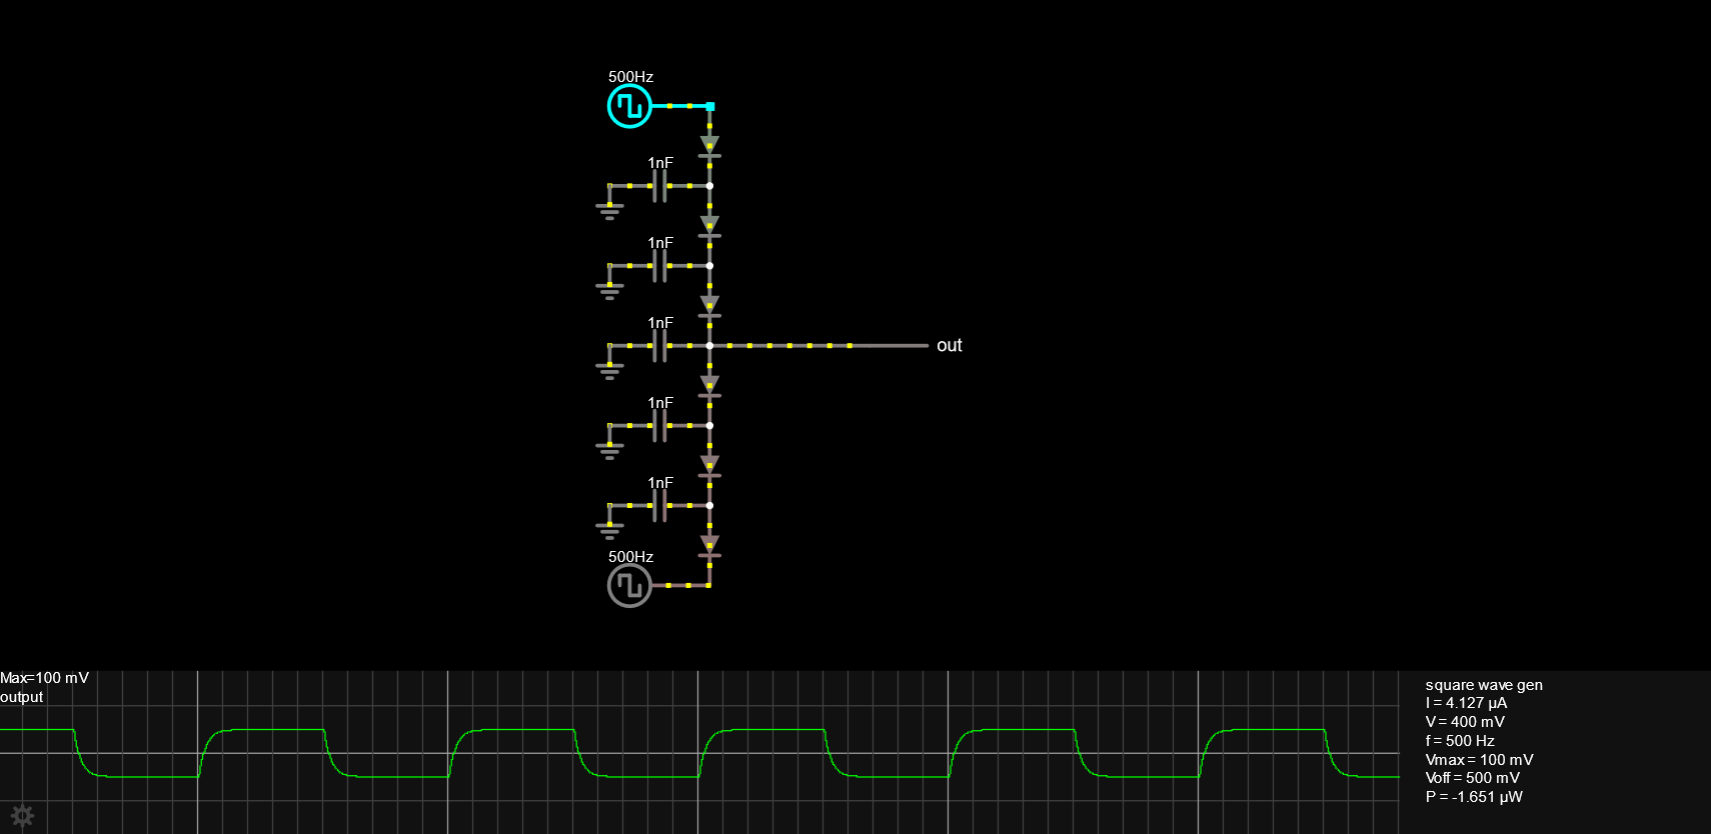 500Hz
1nF
1nF
1nF
out
1nF
1nF
500Hz
Max=100 mV
output
square wave gen
I = 4.127 µA
V = 400 mV
f = 500 Hz
Vmax = 100 mV
Voff = 500 mV
P = -1.651 µW